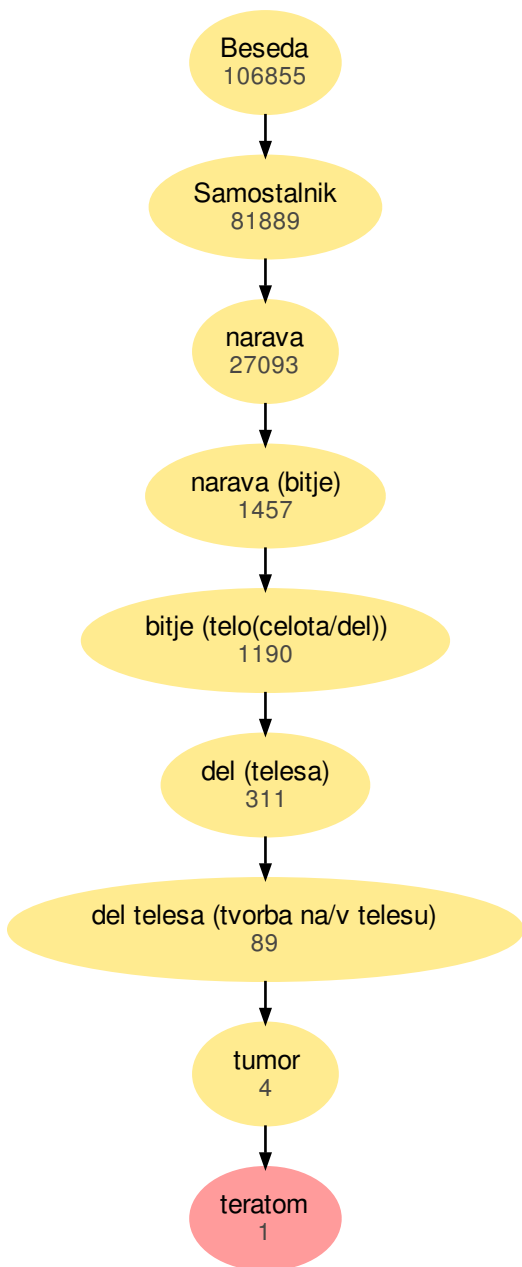 Beseda
106855
Samostalnik
81889
narava
27093
narava (bitje)
1457
bitje (telo(celota/del))
1190
del (telesa)
311
del telesa (tvorba na/v telesu)
89
tumor
4
teratom
1